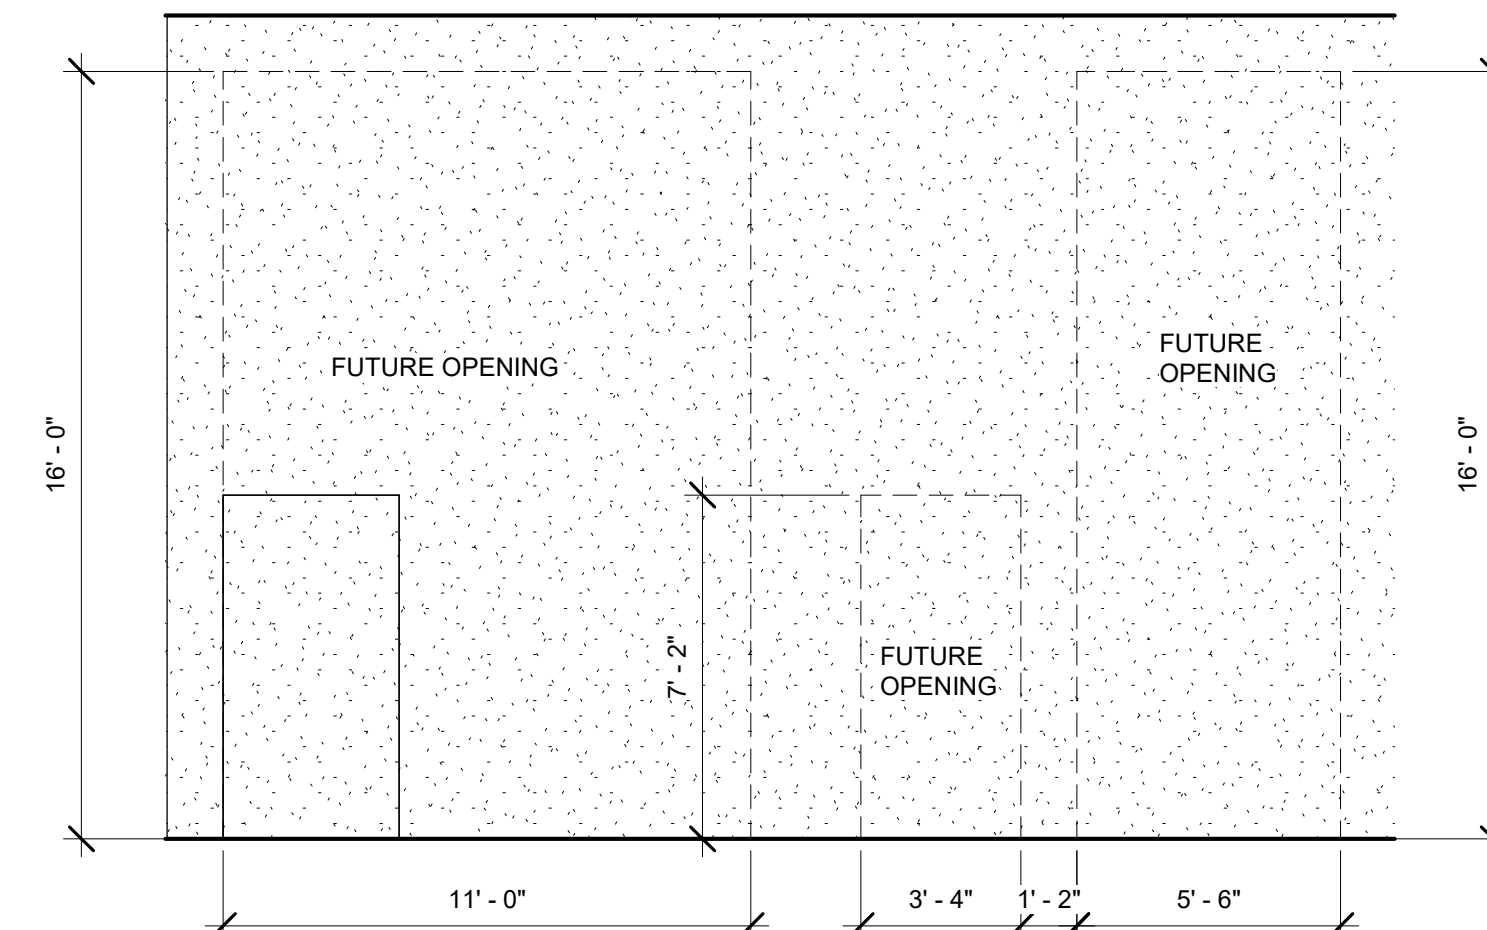 FUTURE OPENING
FUTURE
OPENING
16' - 0"
16' - 0"
7' - 2"
FUTURE
OPENING
11' - 0"
3' - 4"
1' - 2"
5' - 6"